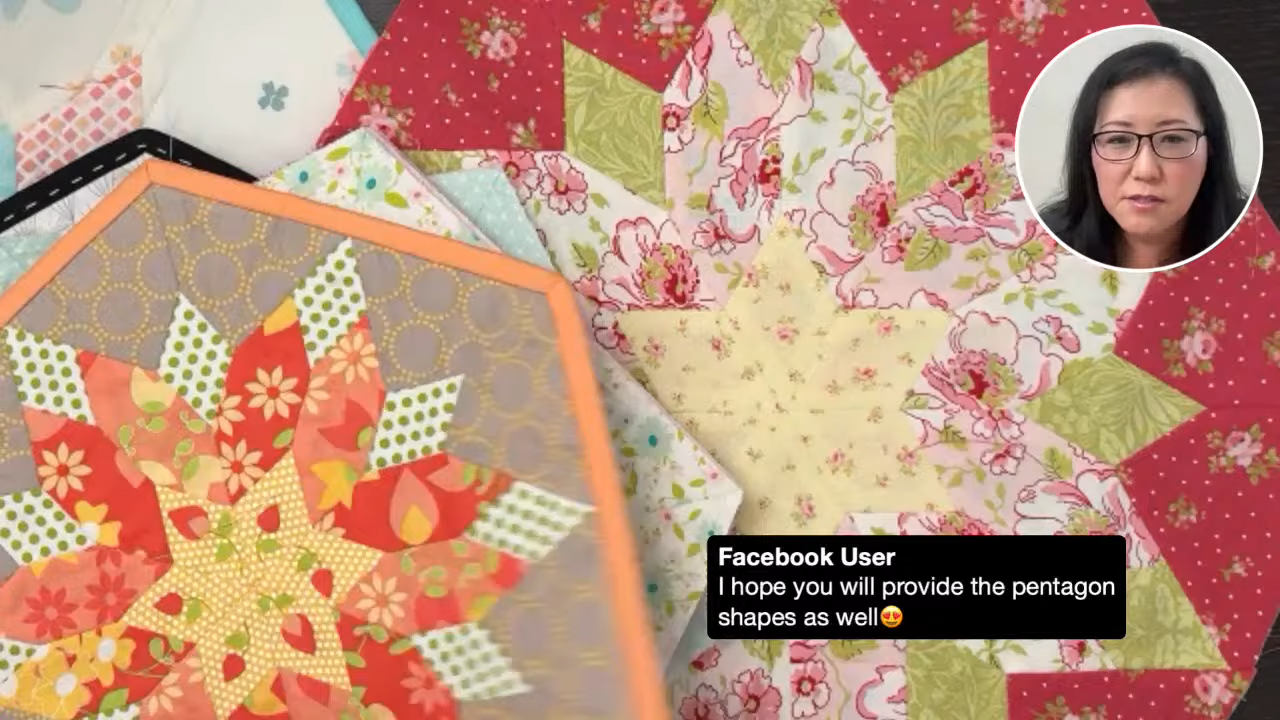 Facebook User
I hope you will provide the pentagon
shapes as well😍